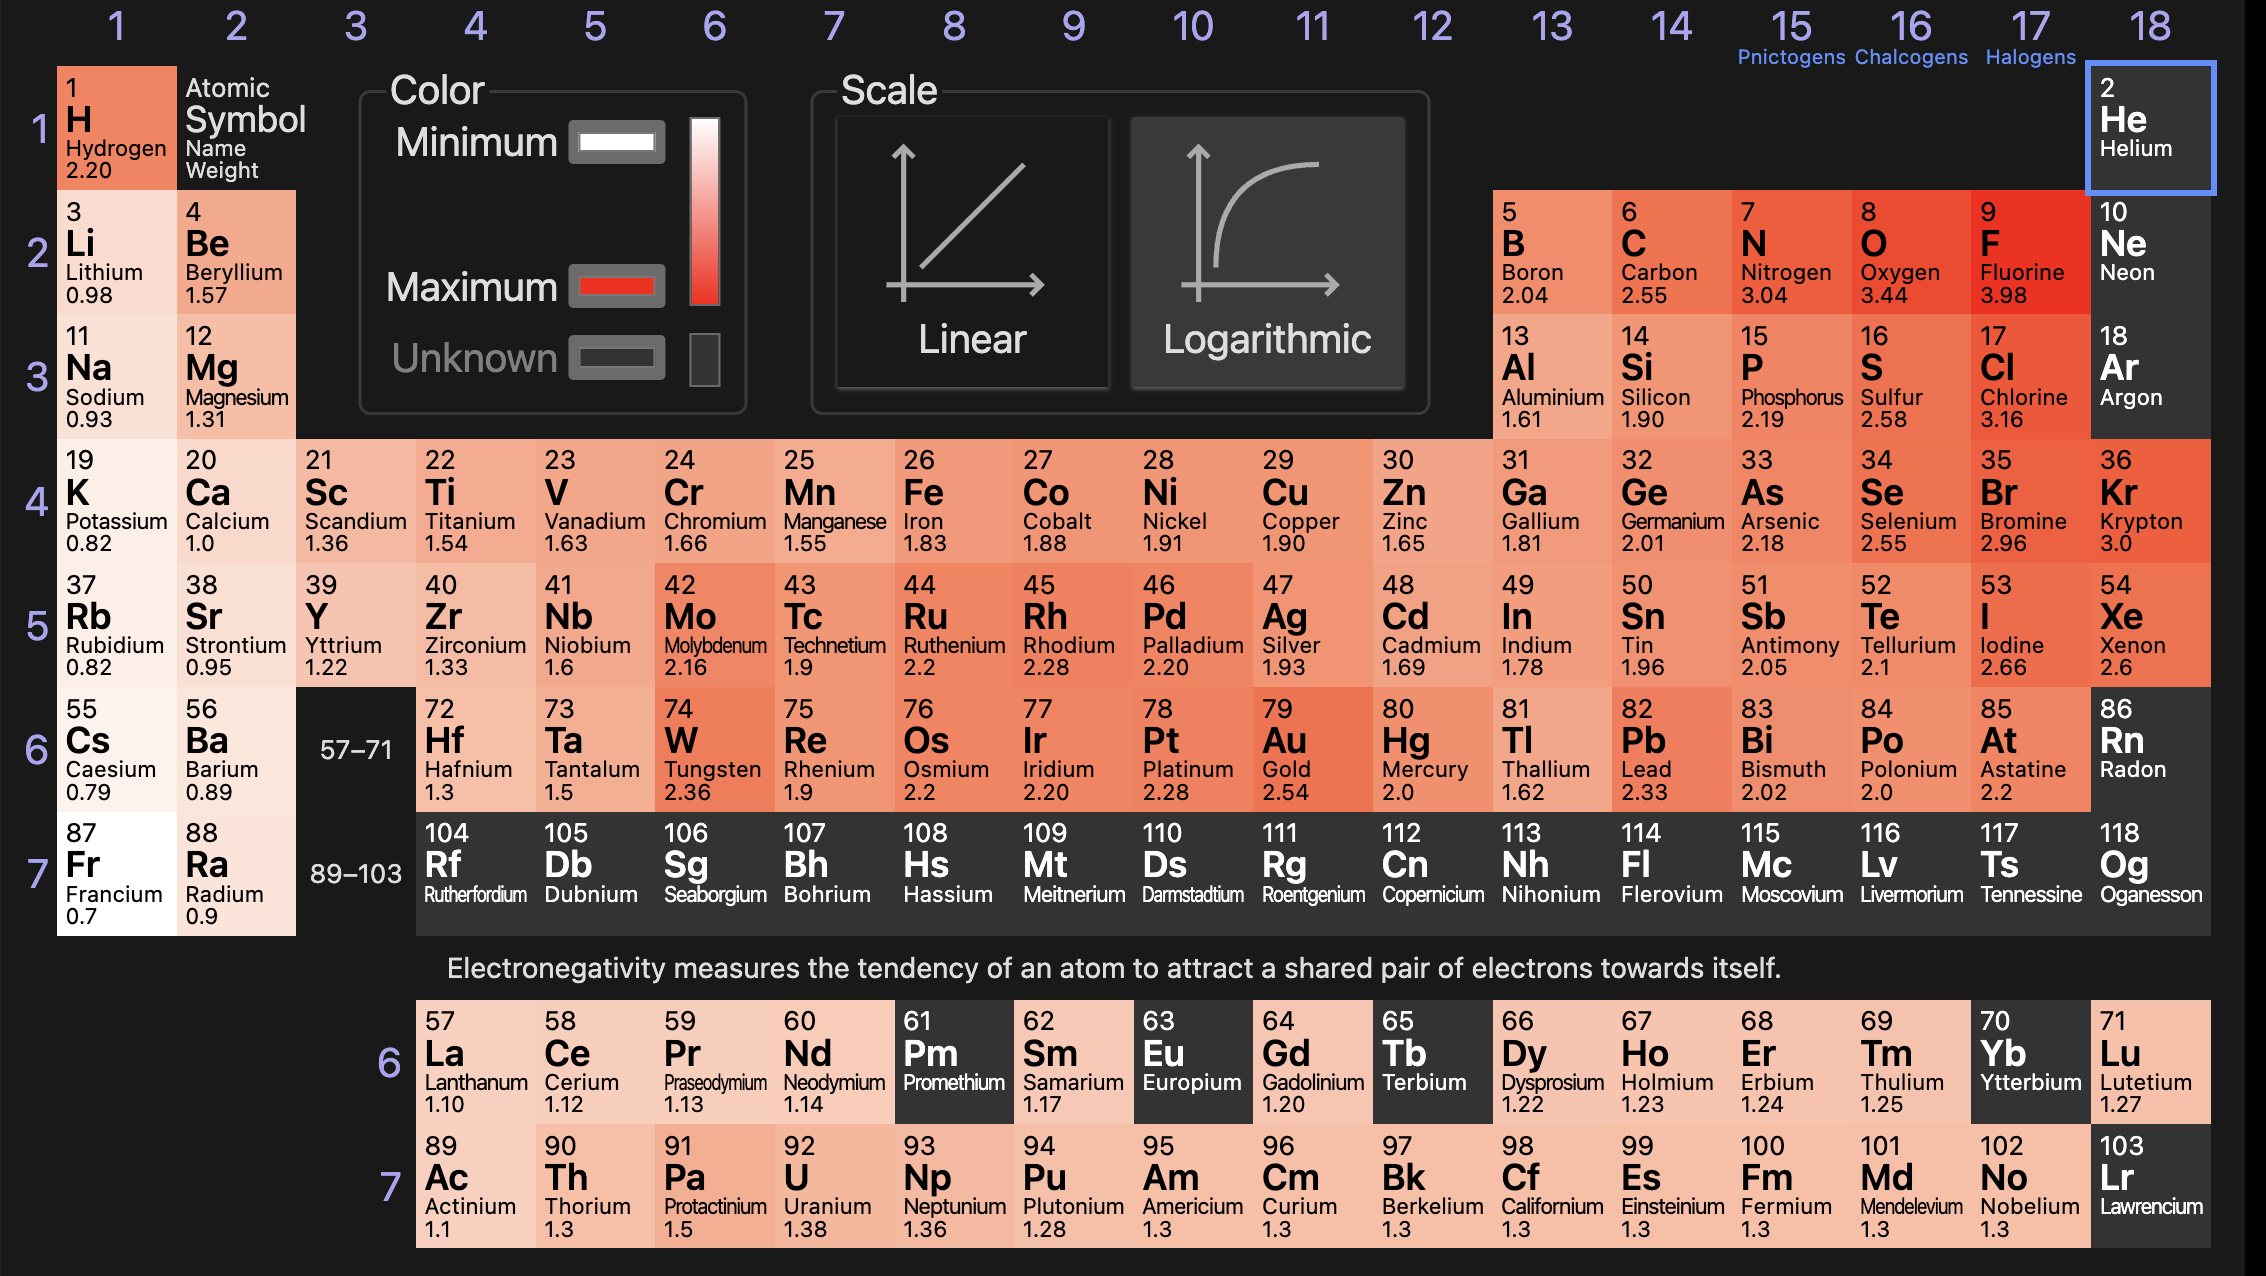 1 2 3 4 5 6 7 8 9 10 11 12 13 14 15 16 17 18
Pnictogens Chalcogens Halogens
1
1
H
Hydrogen
2.20
Atomic
Symbol
Name
Weight
Color
Minimum
Maximum
Unknown
Scale
Linear
Logarithmic
2
He
Helium
2
3
Li
Lithium
0.98
4
Be
Beryllium
1.57
5
B
Boron
2.04
6
C
Carbon
2.55
7
N
Nitrogen
3.04
8
O
Oxygen
3.44
9
F
Fluorine
3.98
10
Ne
Neon
3
11
Na
Sodium
0.93
12
Mg
Magnesium
1.31
13
Al
Aluminium
1.61
14
Si
Silicon
1.90
15
P
Phosphorus
2.19
16
S
Sulfur
2.58
17
Cl
Chlorine
3.16
18
Ar
Argon
4
19
K
Potassium
0.82
20
Ca
Calcium
1.0
21
Sc
Scandium
1.36
22
Ti
Titanium
1.54
23
V
Vanadium
1.63
24
Cr
Chromium
1.66
25
Mn
Manganese
1.55
26
Fe
Iron
1.83
27
Co
Cobalt
1.88
28
Ni
Nickel
1.91
29
Cu
Copper
1.90
30
Zn
Zinc
1.65
31
Ga
Gallium
1.81
32
Ge
Germanium
2.01
33
As
Arsenic
2.18
34
Se
Selenium
2.55
35
Br
Bromine
2.96
36
Kr
Krypton
3.0
5
37
Rb
Rubidium
0.82
38
Sr
Strontium
0.95
39
Y
Yttrium
1.22
40
Zr
Zirconium
1.33
41
Nb
Niobium
1.6
42
Mo
Molybdenum
2.16
43
Tc
Technetium
1.9
44
Ru
Ruthenium
2.2
45
Rh
Rhodium
2.28
46
Pd
Palladium
2.20
47
Ag
Silver
1.93
48
Cd
Cadmium
1.69
49
In
Indium
1.78
50
Sn
Tin
1.96
51
Sb
Antimony
2.05
52
Te
Tellurium
2.1
53
I
Iodine
2.66
54
Xe
Xenon
2.6
6
55
Cs
Caesium
0.79
56
Ba
Barium
0.89
57–71
72
Hf
Hafnium
1.3
73
Ta
Tantalum
1.5
74
W
Tungsten
2.36
75
Re
Rhenium
1.9
76
Os
Osmium
2.2
77
Ir
Iridium
2.20
78
Pt
Platinum
2.28
79
Au
Gold
2.54
80
Hg
Mercury
2.0
81
Tl
Thallium
1.62
82
Pb
Lead
2.33
83
Bi
Bismuth
2.02
84
Po
Polonium
2.0
85
At
Astatine
2.2
86
Rn
Radon
7
87
Fr
Francium
0.7
88
Ra
Radium
0.9
89–103
104
Rf
Rutherfordium
105
Db
Dubnium
106
Sg
Seaborgium
107
Bh
Bohrium
108
Hs
Hassium
109
Mt
Meitnerium
110
Ds
Darmstadtium
111
Rg
Roentgenium
112
Cn
Copernicium
113
Nh
Nihonium
114
Fl
Flerovium
115
Mc
Moscovium
116
Lv
Livermorium
117
Ts
Tennessine
118
Og
Oganesson
Electronegativity measures the tendency of an atom to attract a shared pair of electrons towards itself.
6
57
La
Lanthanum
1.10
58
Ce
Cerium
1.12
59
Pr
Praseodymium
1.13
60
Nd
Neodymium
1.14
61
Pm
Promethium
62
Sm
Samarium
1.17
63
Eu
Europium
64
Gd
Gadolinium
1.20
65
Tb
Terbium
66
Dy
Dysprosium
1.22
67
Ho
Holmium
1.23
68
Er
Erbium
1.24
69
Tm
Thulium
1.25
70
Yb
Ytterbium
71
Lu
Lutetium
1.27
7
89
Ac
Actinium
1.1
90
Th
Thorium
1.3
91
Pa
Protactinium
1.5
92
U
Uranium
1.38
93
Np
Neptunium
1.36
94
Pu
Plutonium
1.28
95
Am
Americium
1.3
96
Cm
Curium
1.3
97
Bk
Berkelium
1.3
98
Cf
Californium
1.3
99
Es
Einsteinium
1.3
100
Fm
Fermium
1.3
101
Md
Mendelevium
1.3
102
No
Nobelium
1.3
103
Lr
Lawrencium